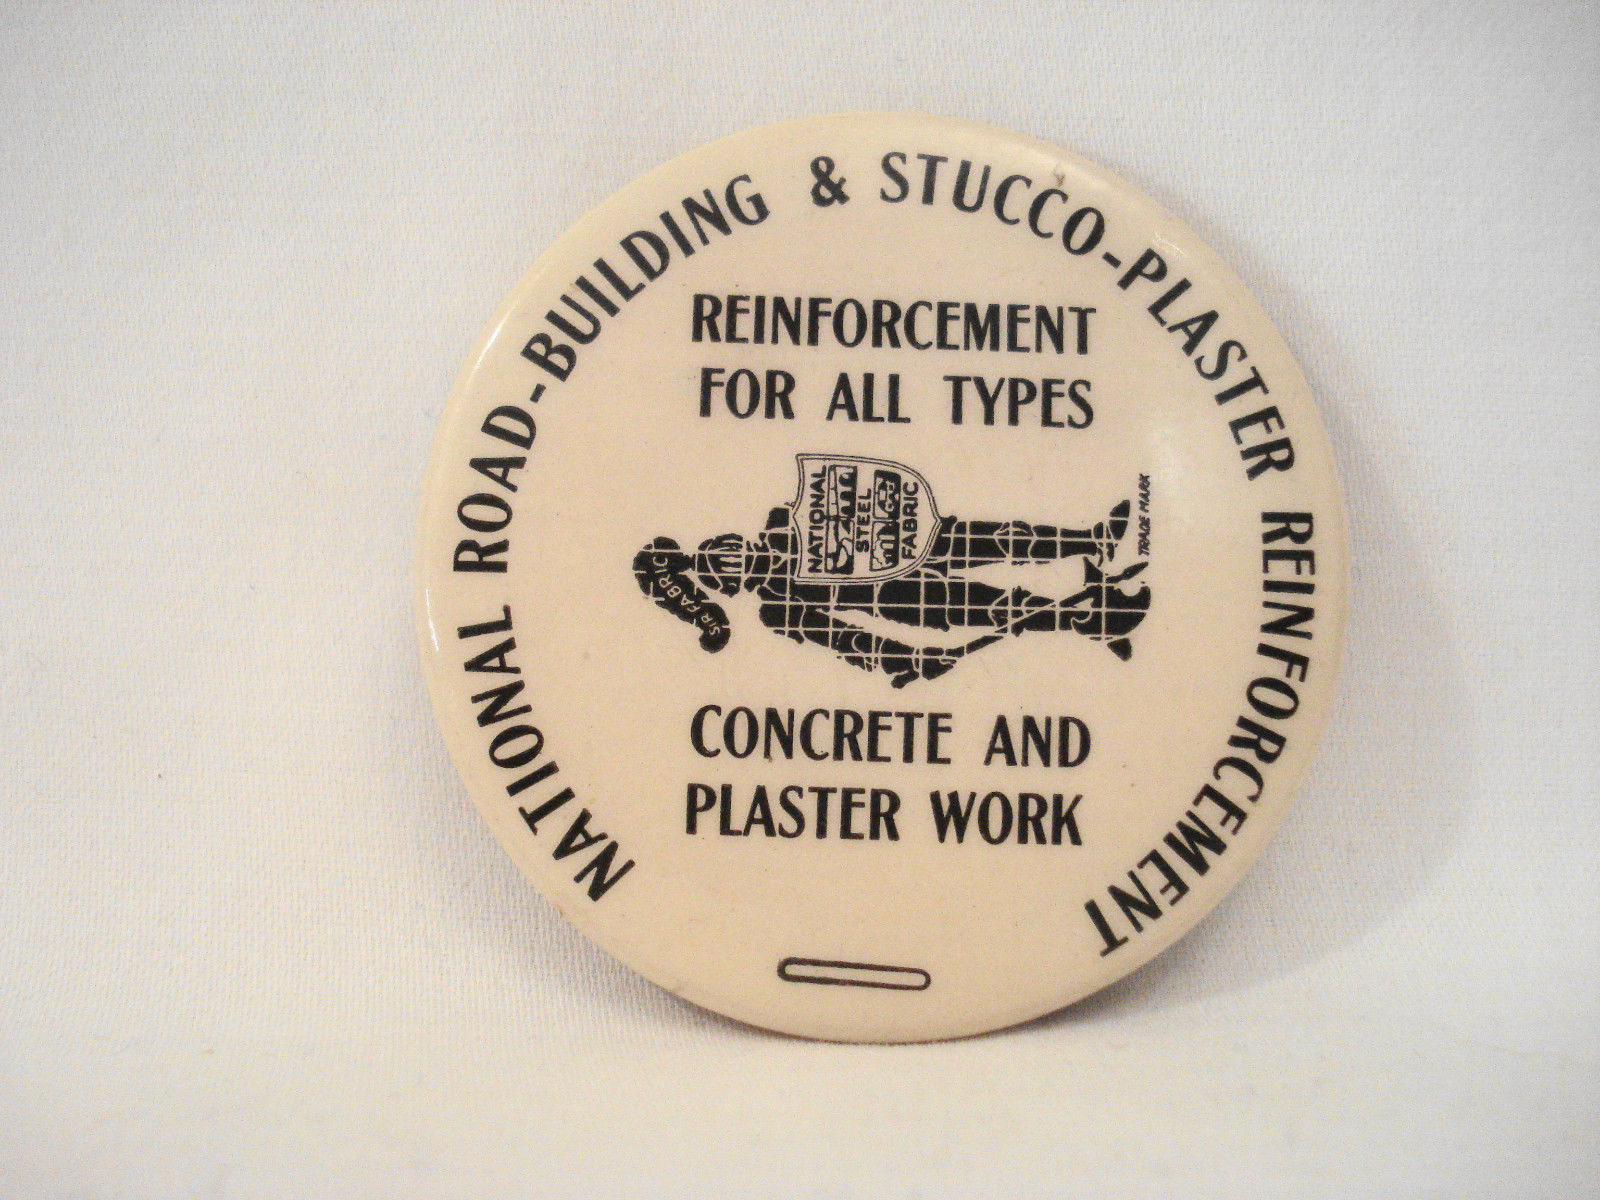 NATIONAL ROAD-BUILDING & STUCCO-PLASTER REINFORCEMENT
REINFORCEMENT
FOR ALL TYPES
NATIONAL
STEEL
FABRIC
SIR FABRIC
TRADE MARK
CONCRETE AND
PLASTER WORK